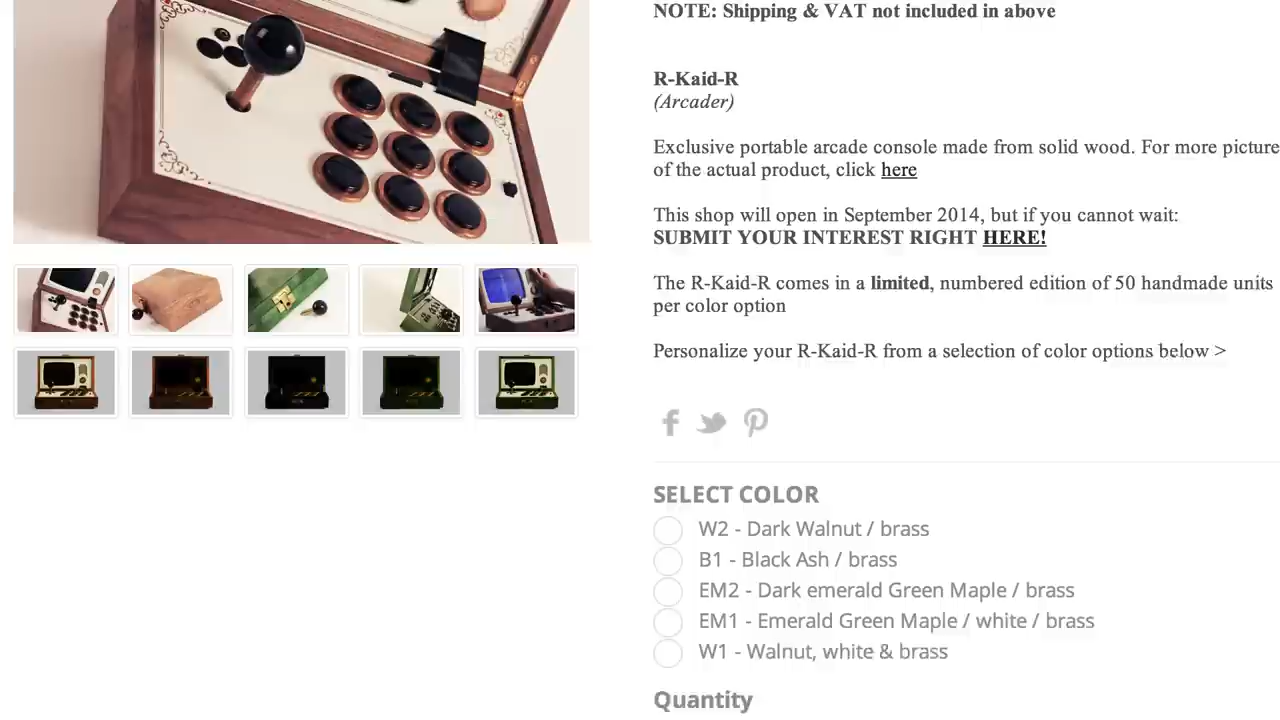 NOTE: Shipping & VAT not included in above
R-Kaid-R
(Arcader)
Exclusive portable arcade console made from solid wood. For more picture
of the actual product, click here
This shop will open in September 2014, but if you cannot wait:
SUBMIT YOUR INTEREST RIGHT HERE!
The R-Kaid-R comes in a limited, numbered edition of 50 handmade units
per color option
Personalize your R-Kaid-R from a selection of color options below >
SELECT COLOR
W2 - Dark Walnut / brass
B1 - Black Ash / brass
EM2 - Dark emerald Green Maple / brass
EM1 - Emerald Green Maple / white / brass
W1 - Walnut, white & brass
Quantity